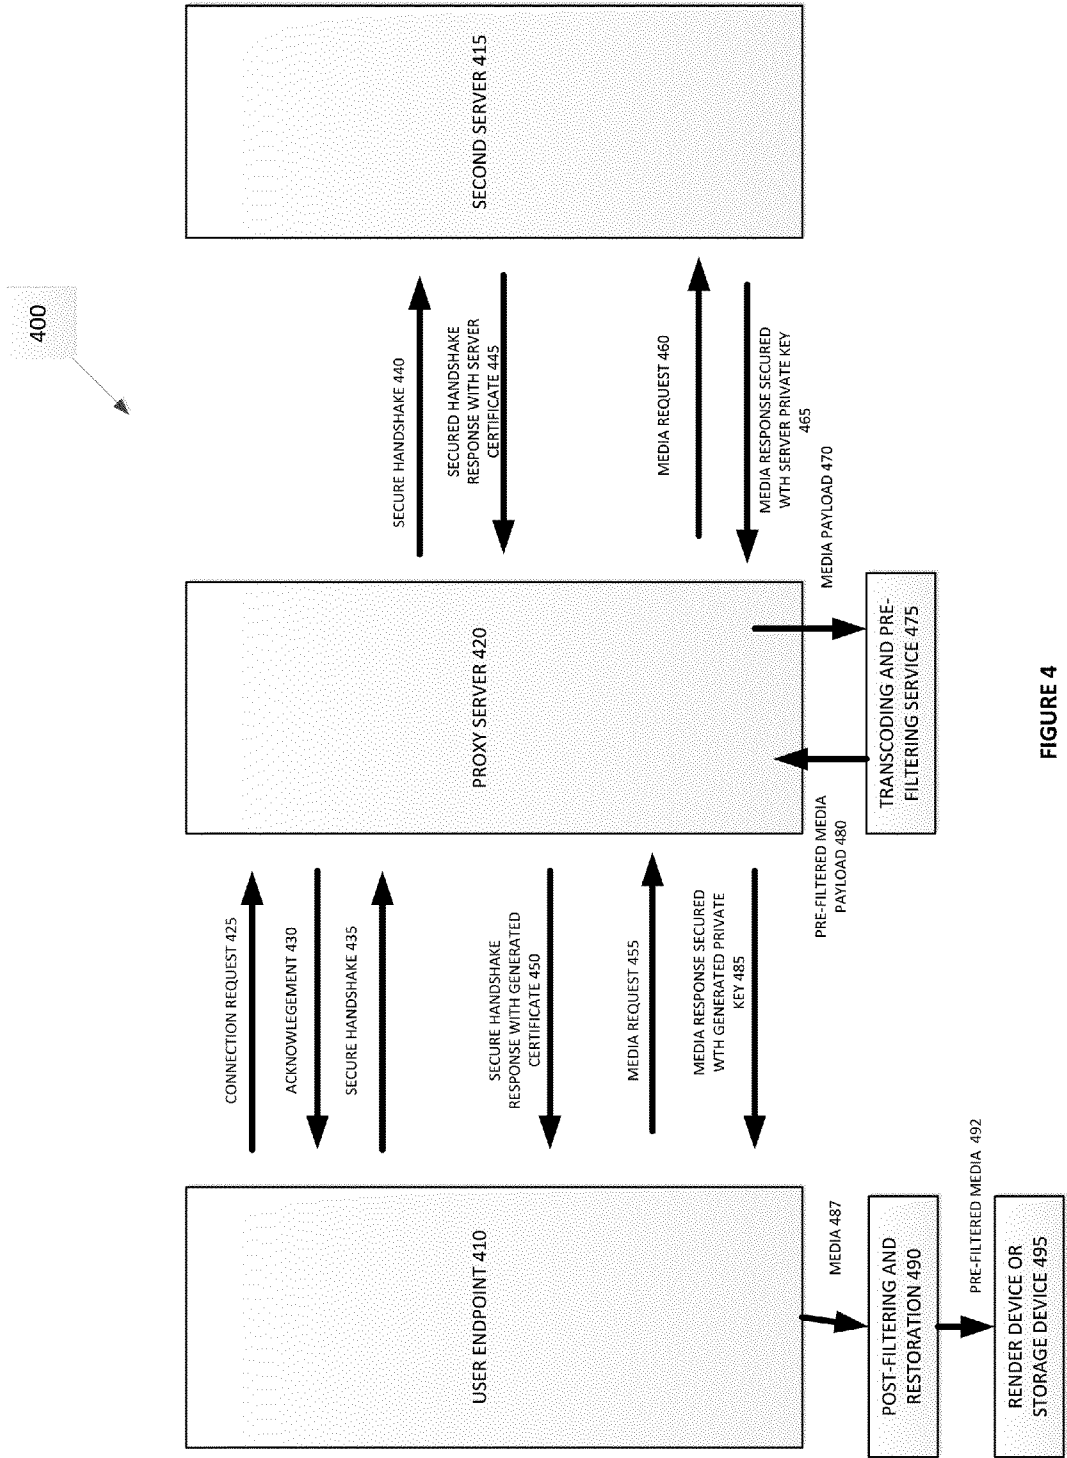 400
USER ENDPOINT 410
PROXY SERVER 420
SECOND SERVER 415
CONNECTION REQUEST 425
ACKNOWLEGEMENT 430
SECURE HANDSHAKE 435
SECURE HANDSHAKE 440
SECURED HANDSHAKE
RESPONSE WITH SERVER
CERTIFICATE 445
SECURE HANDSHAKE
RESPONSE WITH GENERATED
CERTIFICATE 450
MEDIA REQUEST 455
MEDIA REQUEST 460
MEDIA RESPONSE SECURED
WTH SERVER PRIVATE KEY
465
MEDIA PAYLOAD 470
TRANSCODING AND PRE-
FILTERING SERVICE 475
PRE-FILTERED MEDIA
PAYLOAD 480
MEDIA RESPONSE SECURED
WTH GENERATED PRIVATE
KEY 485
MEDIA 487
POST-FILTERING AND
RESTORATION 490
PRE-FILTERED MEDIA 492
RENDER DEVICE OR
STORAGE DEVICE 495
FIGURE 4